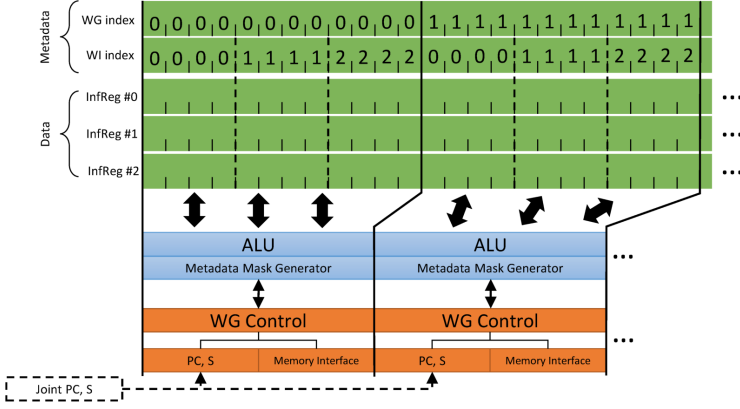 Metadata
WG index 0 0 0 0 0 0 0 0 0 0 0 0 1 1 1 1 1 1 1 1 1 1 1 1
WI index 0 0 0 0 1 1 1 1 2 2 2 2 0 0 0 0 1 1 1 1 2 2 2 2
Data
InfReg #0 ...
InfReg #1 ...
InfReg #2 ...
ALU ALU ...
Metadata Mask Generator Metadata Mask Generator
WG Control WG Control ...
PC, S Memory Interface PC, S Memory Interface
Joint PC, S